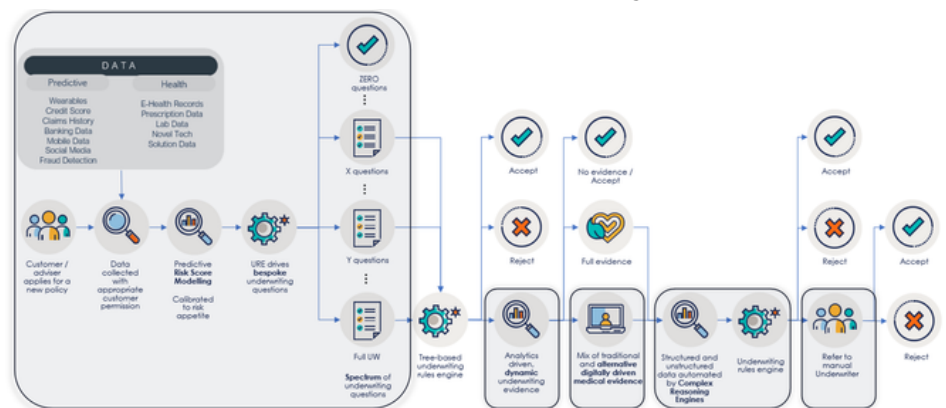 DATA
Predictive
Wearables
Credit Score
Claims History
Banking Data
Mobile Data
Social Media
Fraud Detection
Health
E-Health Records
Prescription Data
Lab Data
Novel Tech
Solution Data
Customer /
adviser
applies for a
new policy
Data
collected
with
appropriate
customer
permission
Predictive
Risk Score
Modelling
Calibrated
to risk
appetite
URE drives
bespoke
underwriting
questions
ZERO
questions
X questions
Y questions
Full UW
Spectrum of
underwriting
questions
Tree-based
underwriting
rules engine
Accept
Reject
Analytics
driven,
dynamic
underwriting
evidence
No evidence /
Accept
Full evidence
Mix of traditional
and alternative
digitally driven
medical evidence
Structured and
unstructured
data automated
by Complex
Reasoning
Engines
Underwriting
rules engine
Accept
Reject
Refer to
manual
Underwriter
Accept
Reject